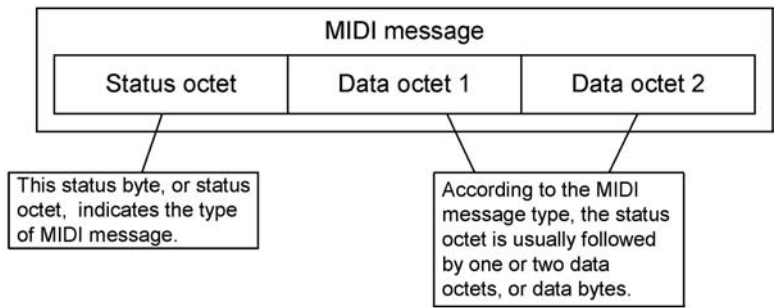 MIDI message
Status octet Data octet 1 Data octet 2
This status byte, or status
octet, indicates the type
of MIDI message.
According to the MIDI
message type, the status
octet is usually followed
by one or two data
octets, or data bytes.